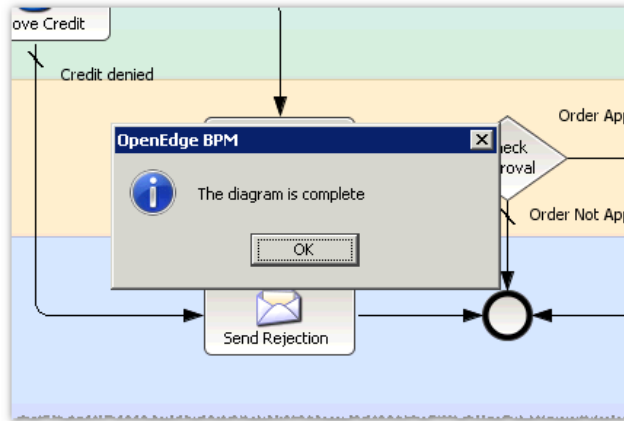 ove Credit
Credit denied
Order App
OpenEdge BPM
eck
roval
The diagram is complete
Order Not App
OK
Send Rejection